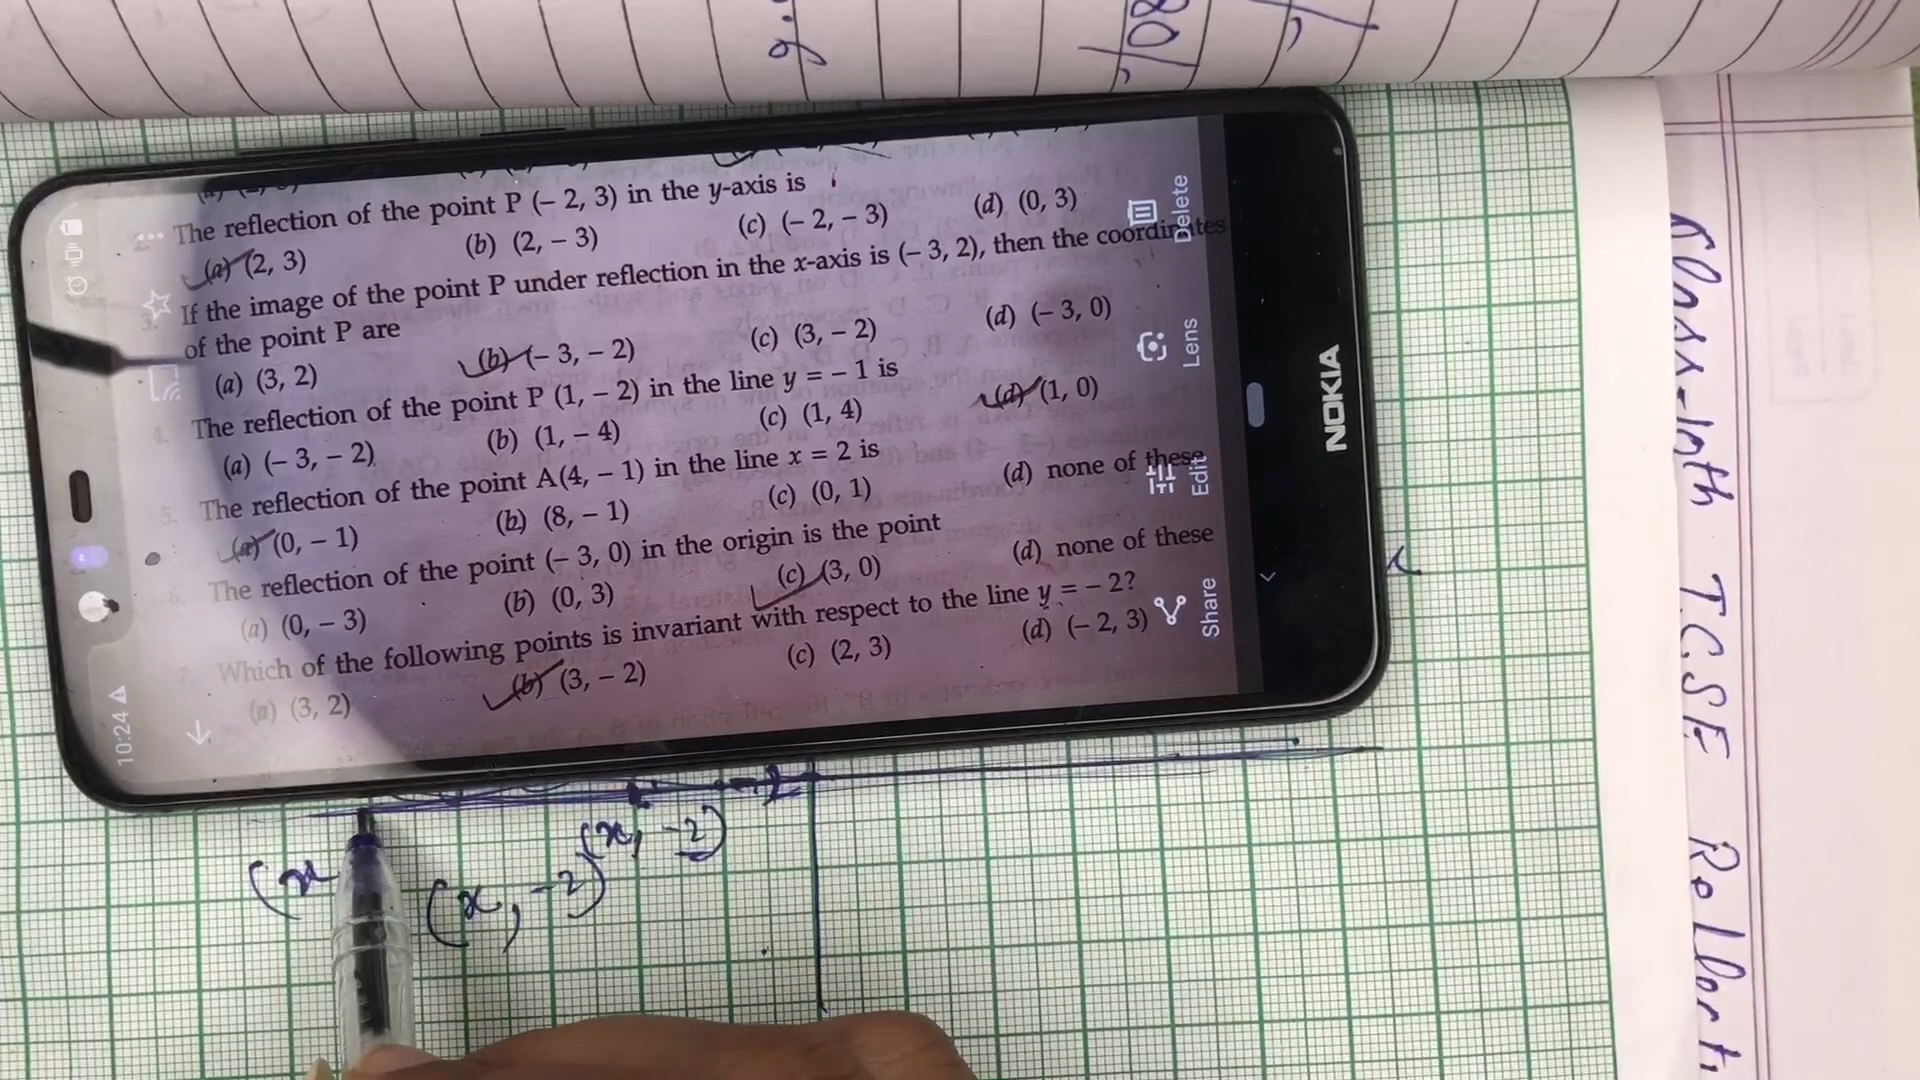 80%
The reflection of the point P (– 2, 3) in the y-axis is
(a) (2, 3) (b) (2, – 3) (c) (– 2, – 3) (d) (0, 3)
3. If the image of the point P under reflection in the x-axis is (– 3, 2), then the coordinates
of the point P are
(a) (3, 2) (b) (– 3, – 2) (c) (3, – 2) (d) (– 3, 0)
4. The reflection of the point P (1, – 2) in the line y = – 1 is
(a) (– 3, – 2) (b) (1, – 4) (c) (1, 4) (d) (1, 0)
5. The reflection of the point A(4, – 1) in the line x = 2 is
(a) (0, – 1) (b) (8, – 1) (c) (0, 1) (d) none of these
6. The reflection of the point (– 3, 0) in the origin is the point
(a) (0, – 3) (b) (0, 3) (c) (3, 0) (d) none of these
7. Which of the following points is invariant with respect to the line y = – 2?
(a) (3, 2) (b) (3, – 2) (c) (2, 3) (d) (– 2, 3)
Delete
Lens
Edit
Share
10:24
NOKIA
(x, -2)
(x, -2)
(x